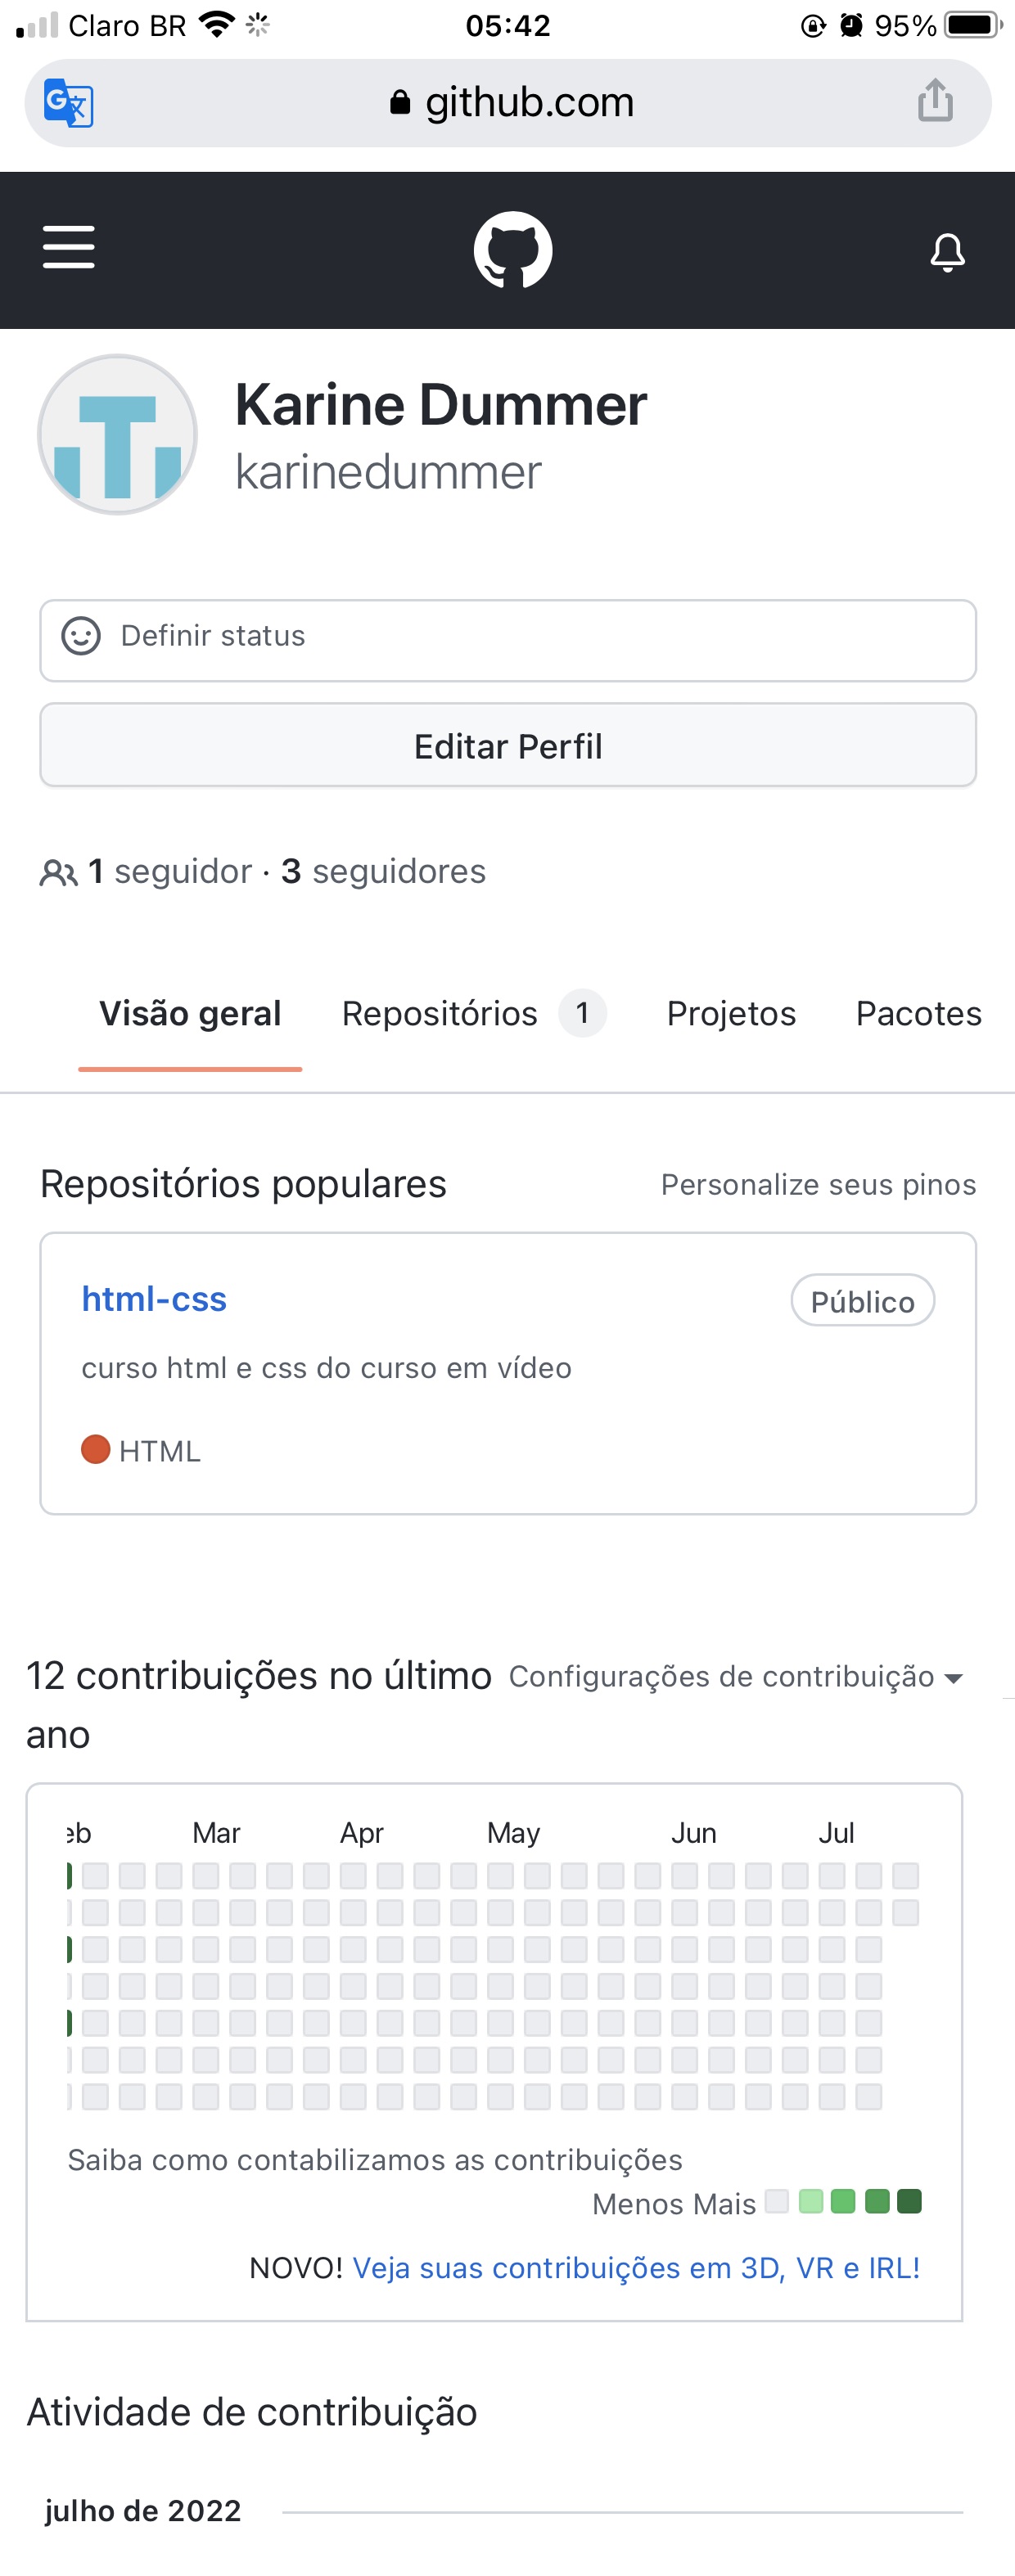 Claro BR 05:42 95%
github.com
Karine Dummer
karinedummer
Definir status
Editar Perfil
1 seguidor · 3 seguidores
Visão geral Repositórios 1 Projetos Pacotes
Repositórios populares Personalize seus pinos
html-css Público
curso html e css do curso em vídeo
HTML
12 contribuições no último Configurações de contribuição
ano
eb Mar Apr May Jun Jul
Saiba como contabilizamos as contribuições
Menos Mais
NOVO! Veja suas contribuições em 3D, VR e IRL!
Atividade de contribuição
julho de 2022